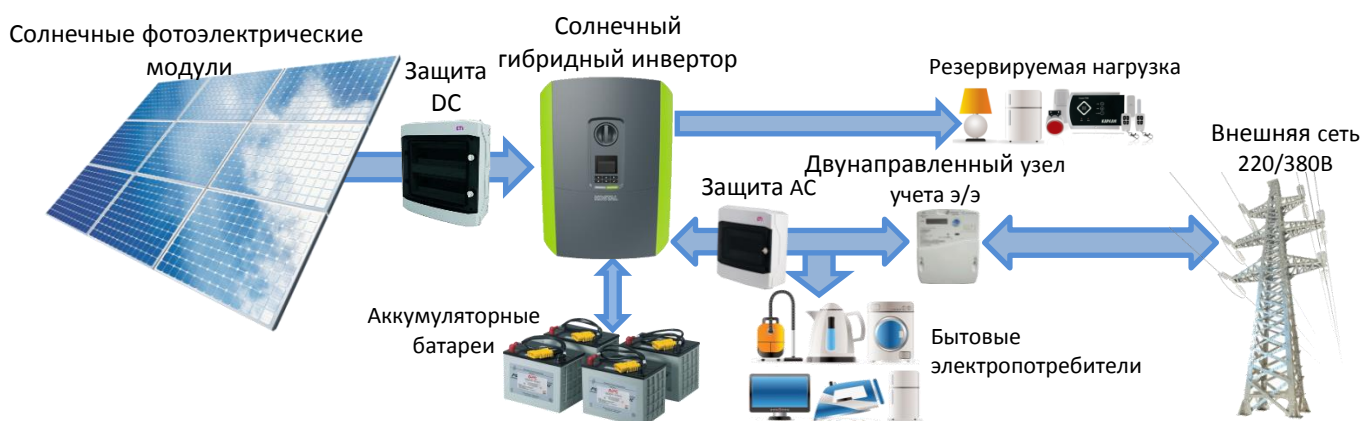 Солнечные фотоэлектрические
модули
Защита
DC
Солнечный
гибридный инвертор
Резервируемая нагрузка
Внешняя сеть
220/380В
Двунаправленный узел
учета э/э
Защита АС
Аккумуляторные
батареи
Бытовые
электропотребители